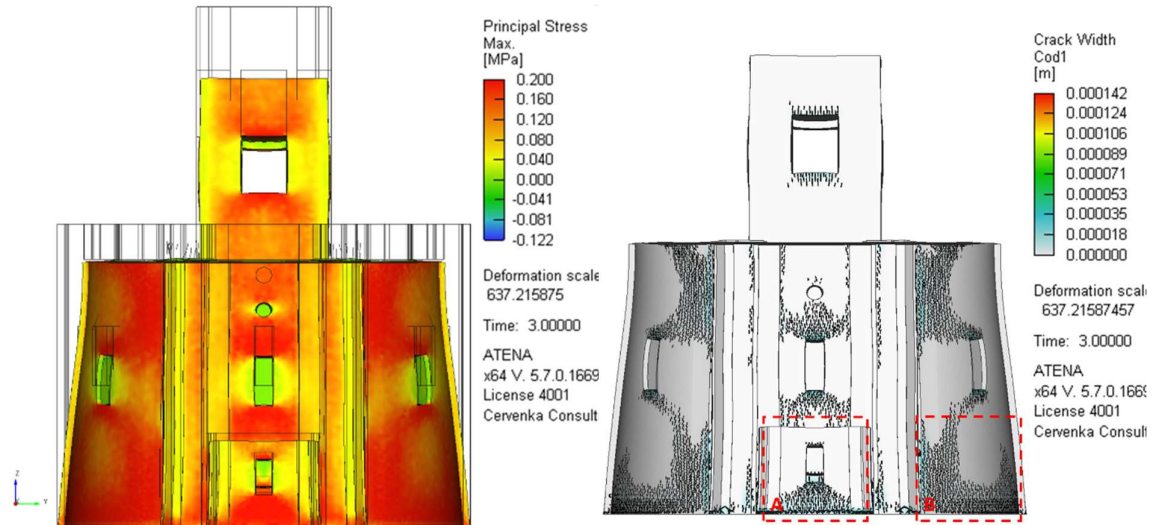 Principal Stress
Max.
[MPa]
0.200
0.160
0.120
0.080
0.040
0.000
-0.041
-0.081
-0.122
Deformation scale
637.215875
Time: 3.00000
ATENA
x64 V. 5.7.0.1669
License 4001
Cervenka Consult
Z
Y
Crack Width
Cod1
[m]
0.000142
0.000124
0.000106
0.000089
0.000071
0.000053
0.000035
0.000018
0.000000
Deformation scal
637.21587457
Time: 3.00000
ATENA
x64 V. 5.7.0.1669
License 4001
Cervenka Consult
A
B